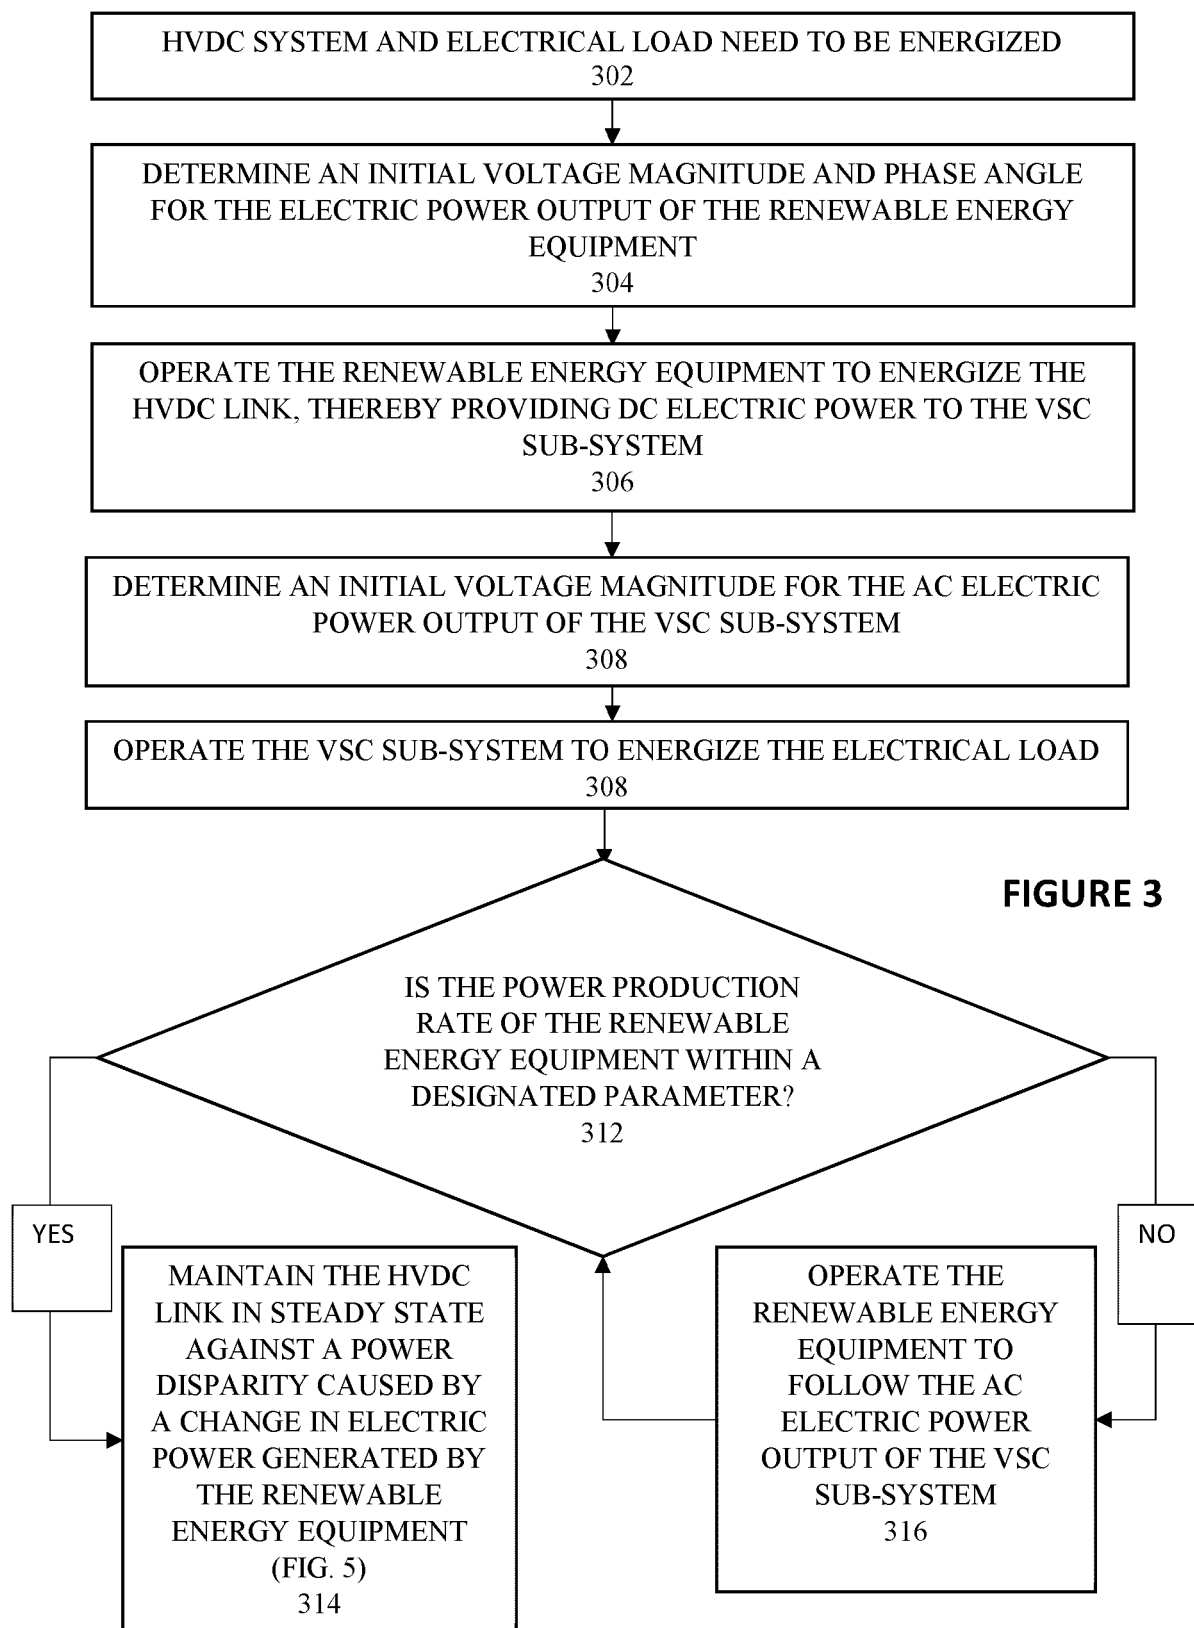 HVDC SYSTEM AND ELECTRICAL LOAD NEED TO BE ENERGIZED
302
DETERMINE AN INITIAL VOLTAGE MAGNITUDE AND PHASE ANGLE
FOR THE ELECTRIC POWER OUTPUT OF THE RENEWABLE ENERGY
EQUIPMENT
304
OPERATE THE RENEWABLE ENERGY EQUIPMENT TO ENERGIZE THE
HVDC LINK, THEREBY PROVIDING DC ELECTRIC POWER TO THE VSC
SUB-SYSTEM
306
DETERMINE AN INITIAL VOLTAGE MAGNITUDE FOR THE AC ELECTRIC
POWER OUTPUT OF THE VSC SUB-SYSTEM
308
OPERATE THE VSC SUB-SYSTEM TO ENERGIZE THE ELECTRICAL LOAD
308
FIGURE 3
IS THE POWER PRODUCTION
RATE OF THE RENEWABLE
ENERGY EQUIPMENT WITHIN A
DESIGNATED PARAMETER?
312
YES
MAINTAIN THE HVDC
LINK IN STEADY STATE
AGAINST A POWER
DISPARITY CAUSED BY
A CHANGE IN ELECTRIC
POWER GENERATED BY
THE RENEWABLE
ENERGY EQUIPMENT
(FIG. 5)
314
NO
OPERATE THE
RENEWABLE ENERGY
EQUIPMENT TO
FOLLOW THE AC
ELECTRIC POWER
OUTPUT OF THE VSC
SUB-SYSTEM
316